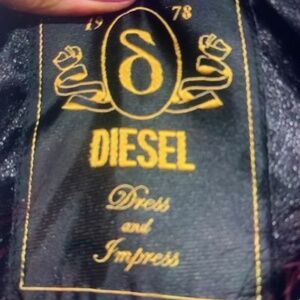 19 78
δ
DIESEL
Dress
and
Impress